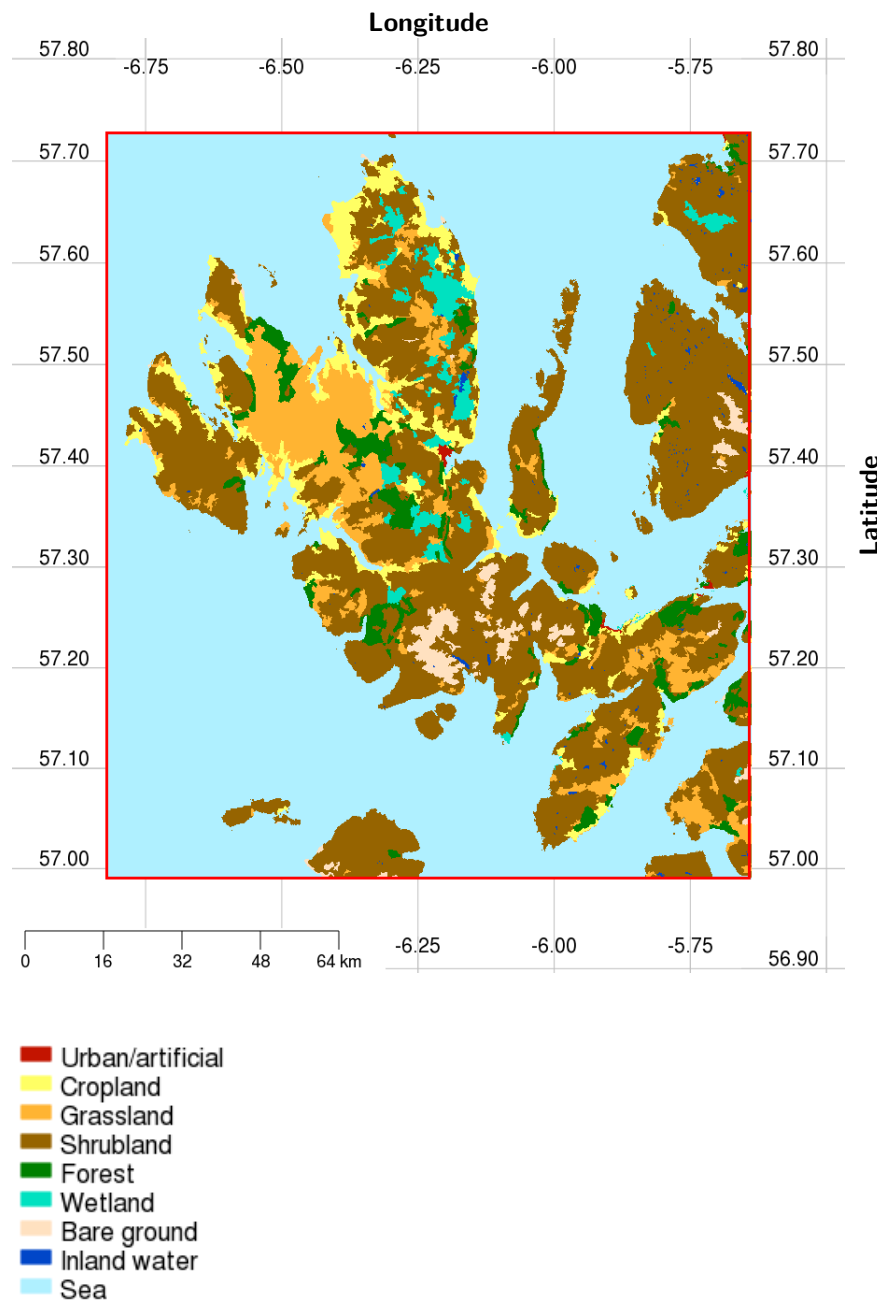 Longitude
57.80 57.80
-6.75 -6.50 -6.25 -6.00 -5.75
57.70 57.70
57.60 57.60
57.50 57.50
57.40 57.40
Latitude
57.30 57.30
57.20 57.20
57.10 57.10
57.00 57.00
-6.25 -6.00 -5.75
0 16 32 48 64 km 56.90
Urban/artificial
Cropland
Grassland
Shrubland
Forest
Wetland
Bare ground
Inland water
Sea